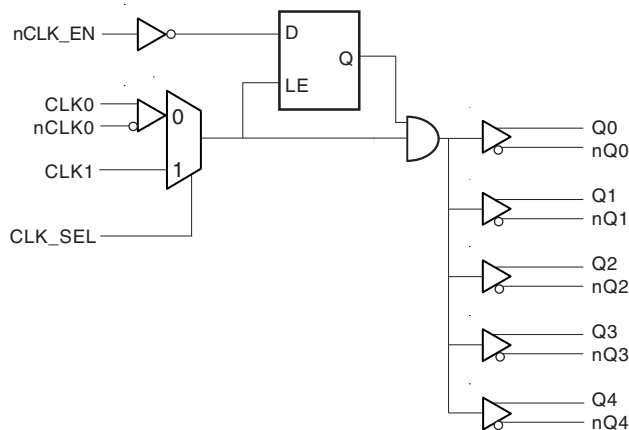 nCLK_EN
D
Q
LE
CLK0
nCLK0
0
CLK1
1
CLK_SEL
Q0
nQ0
Q1
nQ1
Q2
nQ2
Q3
nQ3
Q4
nQ4